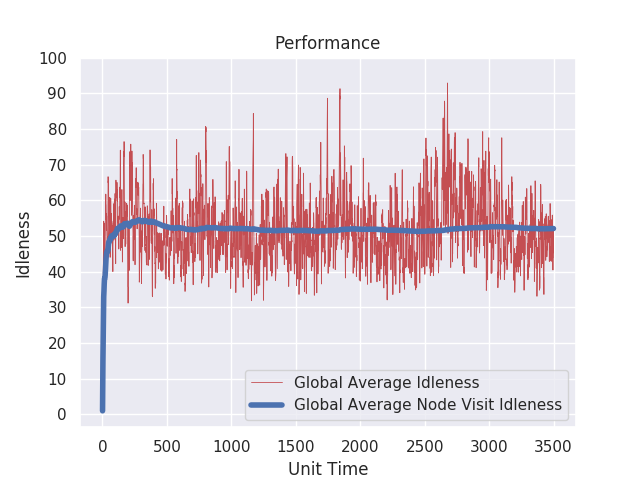 Performance
Idleness
100
90
80
70
60
50
40
30
20
10
0
Global Average Idleness
Global Average Node Visit Idleness
0 500 1000 1500 2000 2500 3000 3500
Unit Time